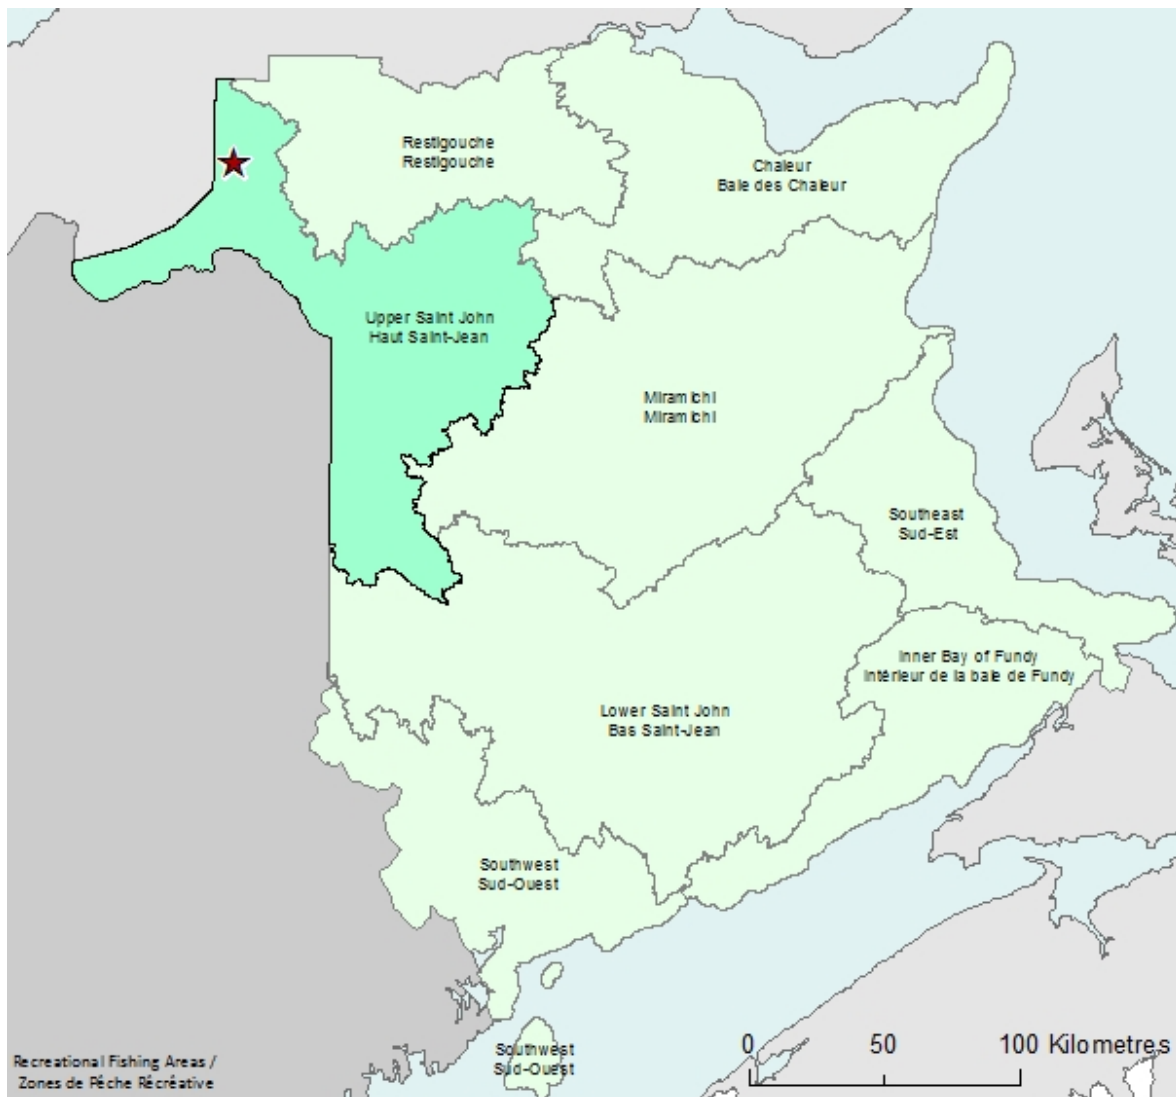 Restigouche
Restigouche
Chaleur
Baie des Chaleur
Upper Saint John
Haut Saint-Jean
Miramichi
Miramichi
Southeast
Sud-Est
Inner Bay of Fundy
Intérieur de la baie de Fundy
Lower Saint John
Bas Saint-Jean
Southwest
Sud-Ouest
Southwest
Sud-Ouest
0 50 100 Kilometres
Recreational Fishing Areas /
Zones de Pêche Récréative